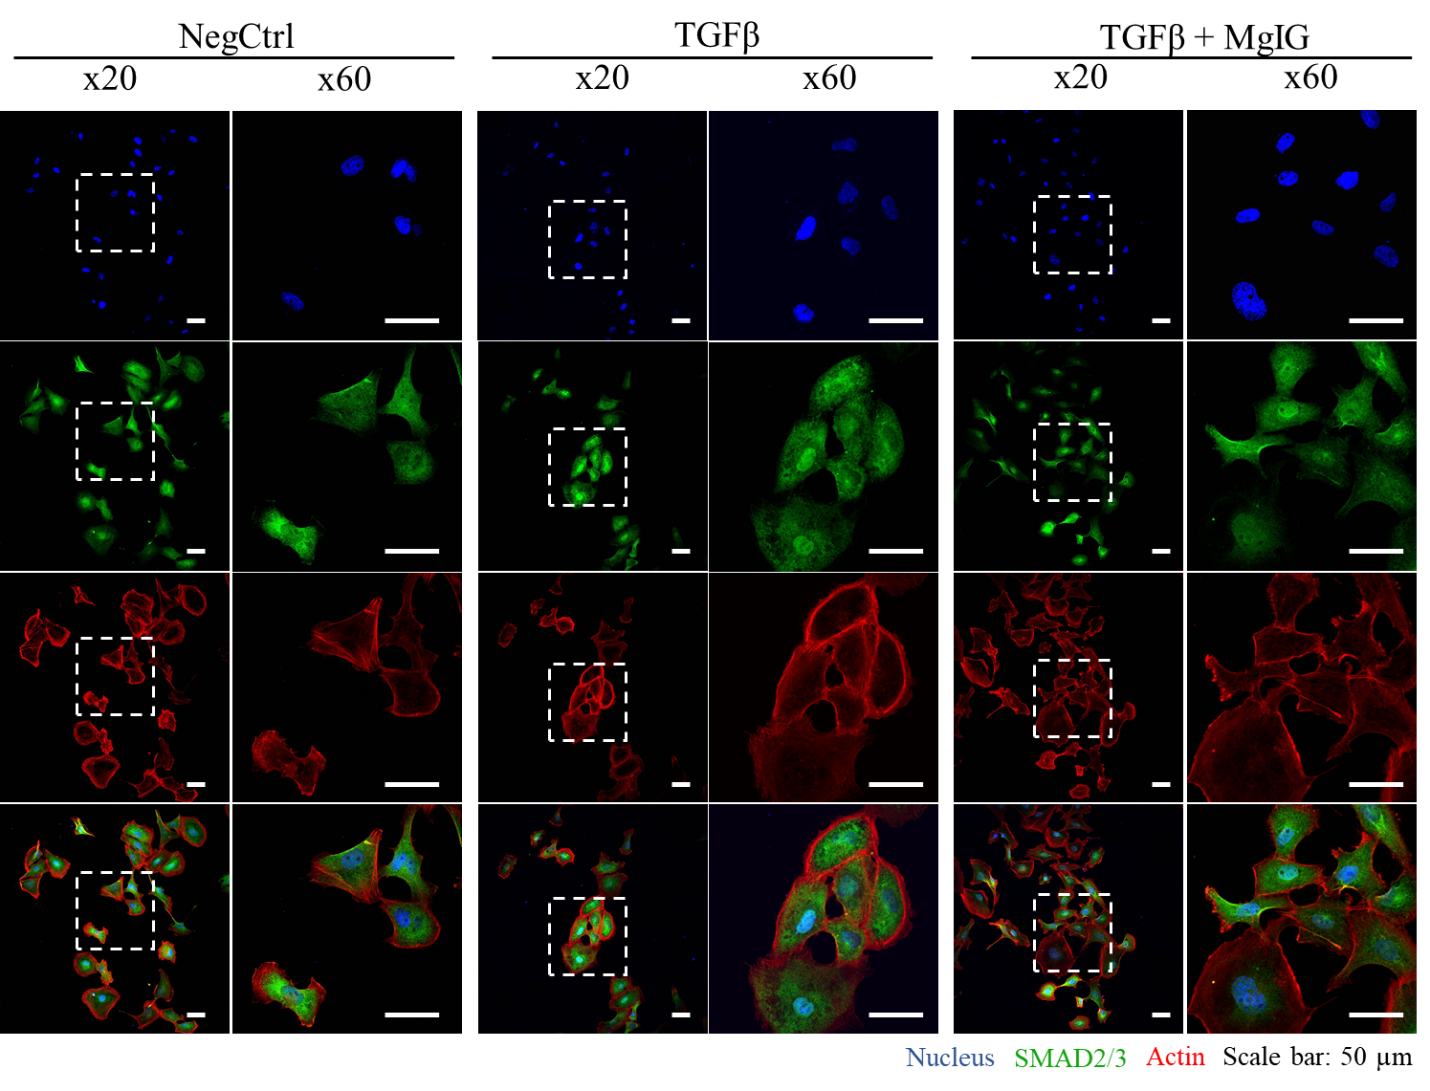 NegCtrl TGFβ TGFβ + MgIG
x20 x60 x20 x60 x20 x60
Nucleus SMAD2/3 Actin Scale bar: 50 µm